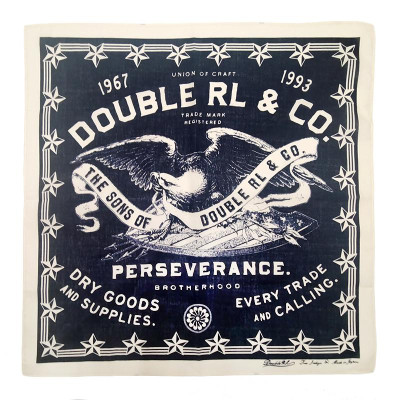 1967
UNION OF CRAFT
1993
DOUBLE RL & CO.
TRADE MARK
REGISTERED
THE SONS OF
DOUBLE RL & CO.
PERSEVERANCE.
BROTHERHOOD
DRY GOODS
AND SUPPLIES.
EVERY TRADE
AND CALLING.